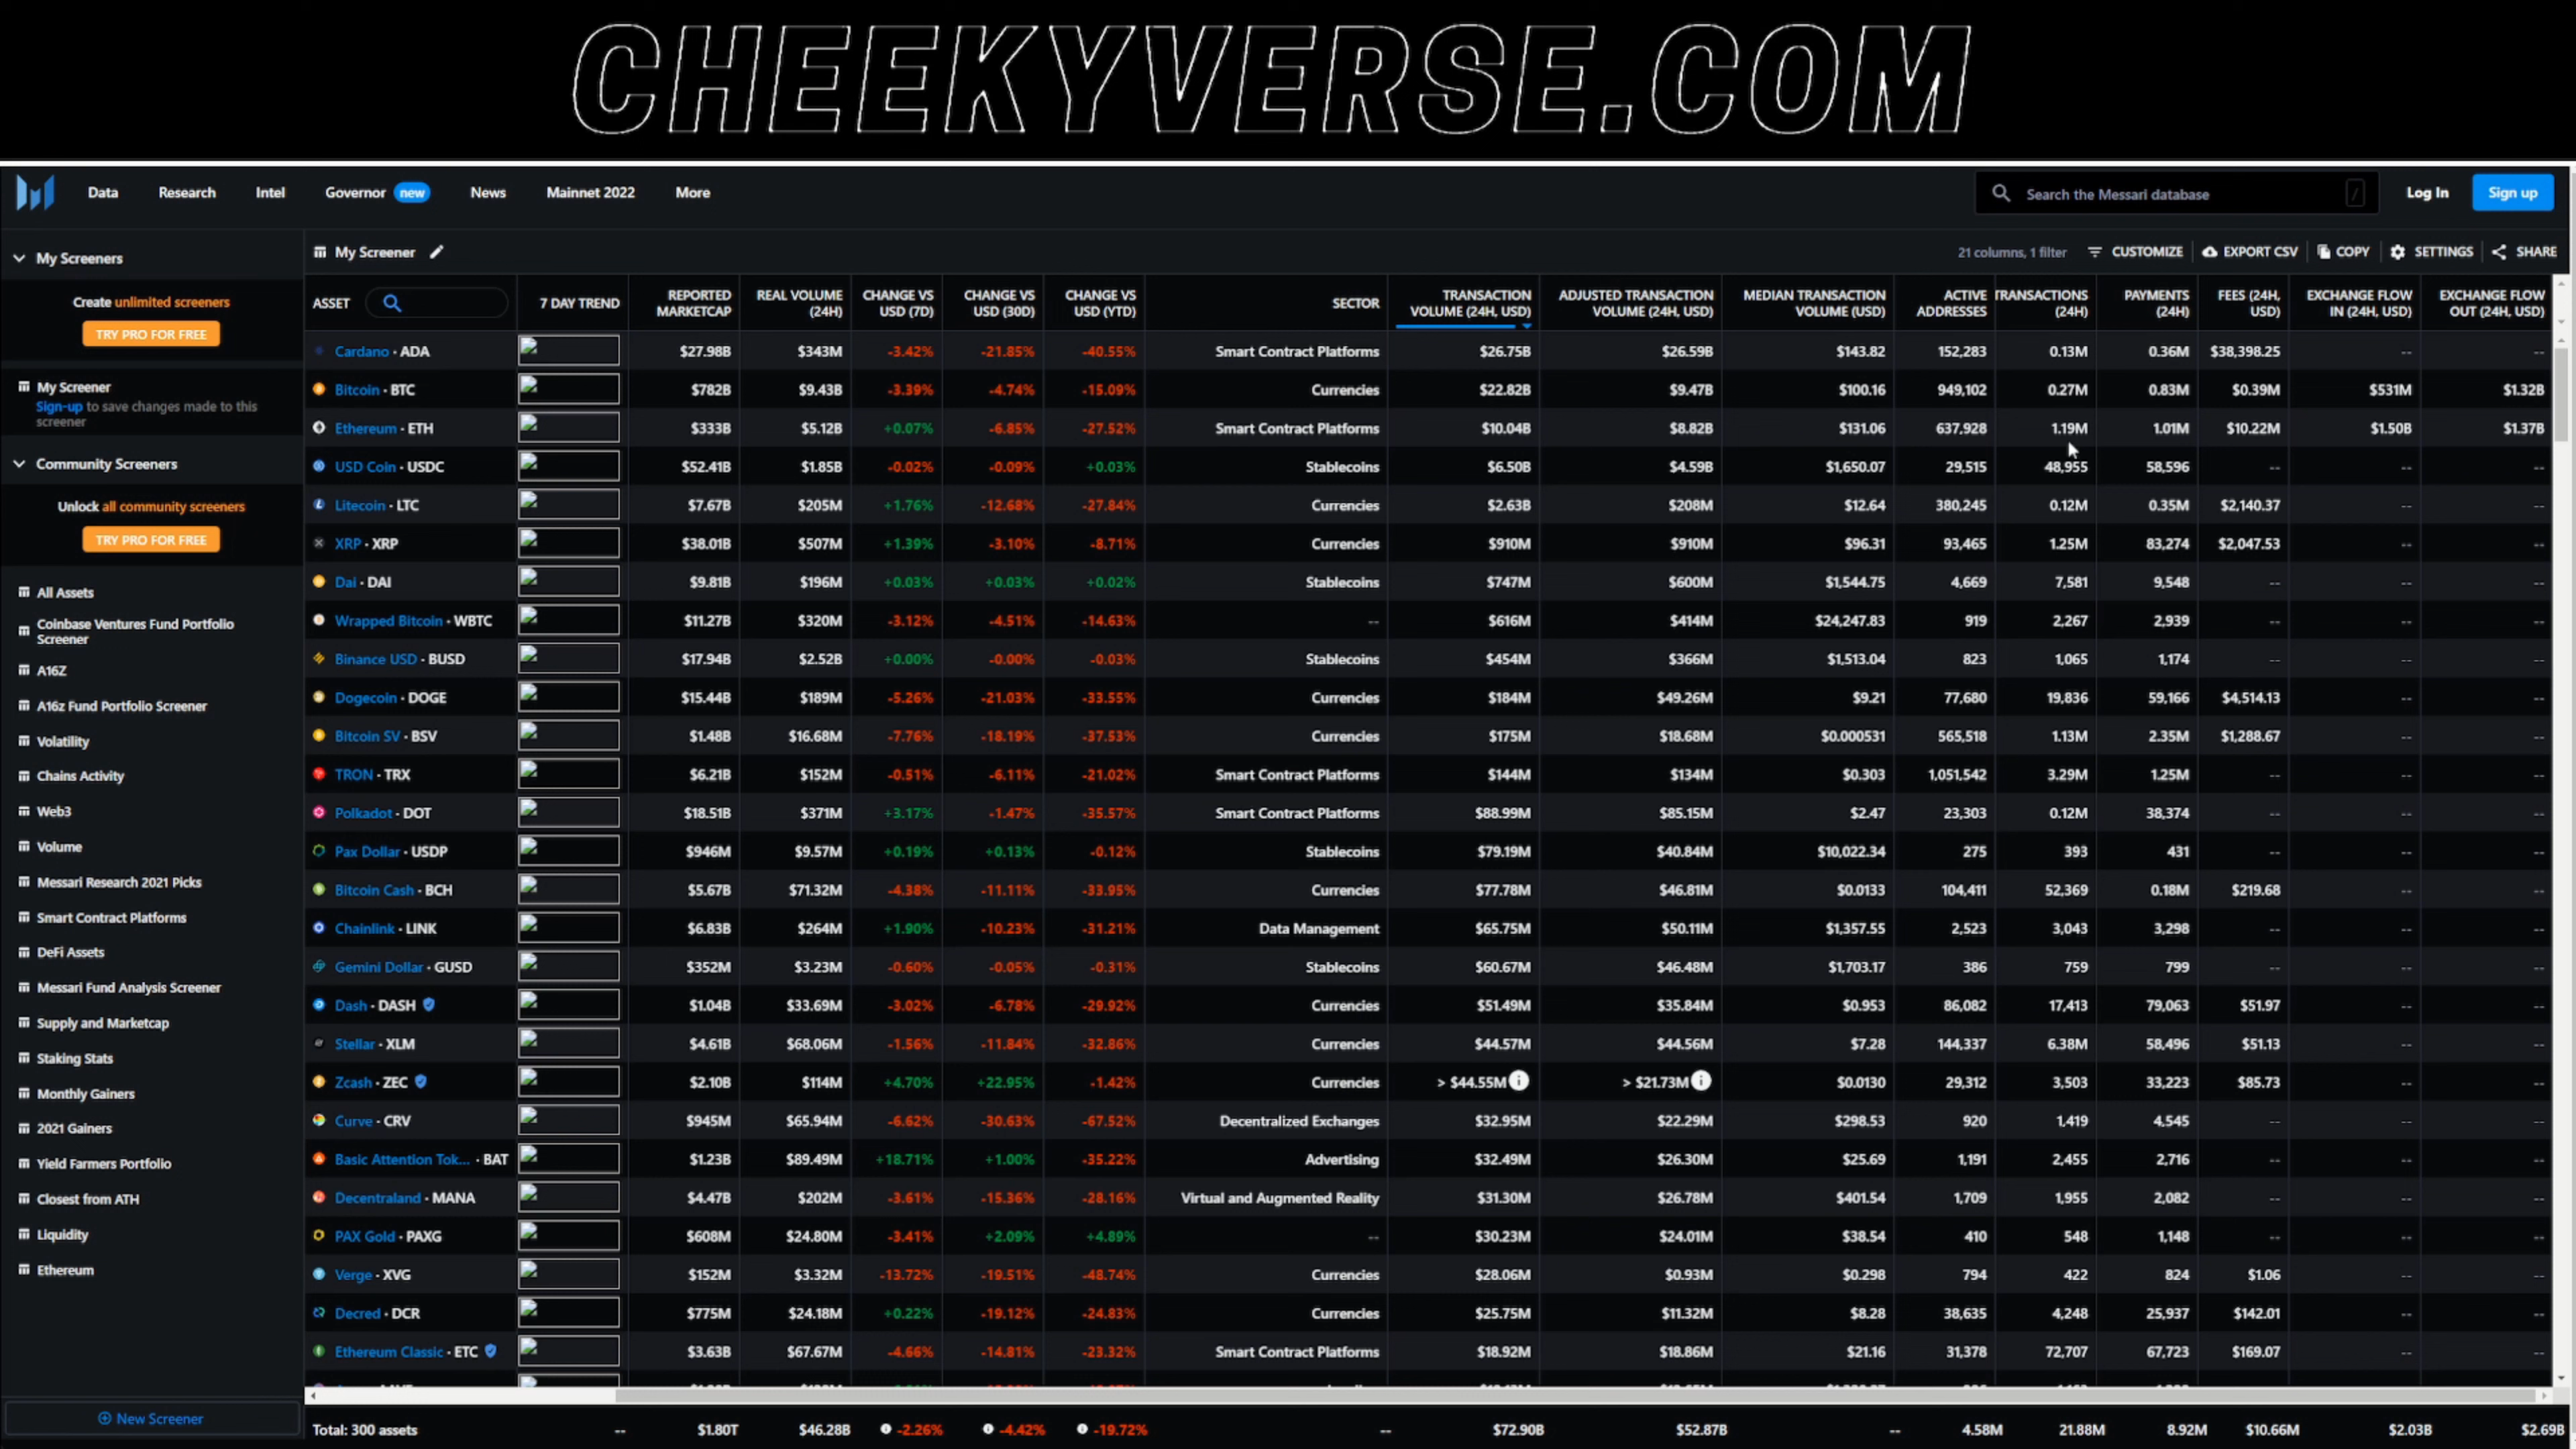 CHEEKYVERSE.COM
Data Research Intel Governor new News Mainnet 2022 More Search the Messari database / Log In Sign up
My Screeners
Create unlimited screeners
TRY PRO FOR FREE
My Screener
Sign-up to save changes made to this
screener
Community Screeners
Unlock all community screeners
TRY PRO FOR FREE
All Assets
Coinbase Ventures Fund Portfolio
Screener
A16Z
A16z Fund Portfolio Screener
Volatility
Chains Activity
Web3
Volume
Messari Research 2021 Picks
Smart Contract Platforms
DeFi Assets
Messari Fund Analysis Screener
Supply and Marketcap
Staking Stats
Monthly Gainers
2021 Gainers
Yield Farmers Portfolio
Closest from ATH
Liquidity
Ethereum
New Screener
My Screener 21 columns, 1 filter CUSTOMIZE EXPORT CSV COPY SETTINGS SHARE
ASSET 7 DAY TREND REPORTED MARKETCAP REAL VOLUME (24H) CHANGE VS USD (7D) CHANGE VS USD (30D) CHANGE VS USD (YTD) SECTOR TRANSACTION VOLUME (24H, USD) ADJUSTED TRANSACTION VOLUME (24H, USD) MEDIAN TRANSACTION VOLUME (USD) ACTIVE ADDRESSES TRANSACTIONS (24H) PAYMENTS (24H) FEES (24H, USD) EXCHANGE FLOW IN (24H, USD) EXCHANGE FLOW OUT (24H, USD)
Cardano · ADA $27.98B $343M -3.42% -21.85% -40.55% Smart Contract Platforms $26.75B $26.59B $143.82 152,283 0.13M 0.36M $38,398.25 -- --
Bitcoin · BTC $782B $9.43B -3.39% -4.74% -15.09% Currencies $22.82B $9.47B $100.16 949,102 0.27M 0.83M $0.39M $531M $1.32B
Ethereum · ETH $333B $5.12B +0.07% -6.85% -27.52% Smart Contract Platforms $10.04B $8.82B $131.06 637,928 1.19M 1.01M $10.22M $1.50B $1.37B
USD Coin · USDC $52.41B $1.85B -0.02% -0.09% +0.03% Stablecoins $6.50B $4.59B $1,650.07 29,515 48,955 58,596 -- -- --
Litecoin · LTC $7.67B $205M +1.76% -12.68% -27.84% Currencies $2.63B $208M $12.64 380,245 0.12M 0.35M $2,140.37 -- --
XRP · XRP $38.01B $507M +1.39% -3.10% -8.71% Currencies $910M $910M $96.31 93,465 1.25M 83,274 $2,047.53 -- --
Dai · DAI $9.81B $196M +0.03% +0.03% +0.02% Stablecoins $747M $600M $1,544.75 4,669 7,581 9,548 -- -- --
Wrapped Bitcoin · WBTC $11.27B $320M -3.12% -4.51% -14.63% -- $616M $414M $24,247.83 919 2,267 2,939 -- -- --
Binance USD · BUSD $17.94B $2.52B +0.00% -0.00% -0.03% Stablecoins $454M $366M $1,513.04 823 1,065 1,174 -- -- --
Dogecoin · DOGE $15.44B $189M -5.26% -21.03% -33.55% Currencies $184M $49.26M $9.21 77,680 19,836 59,166 $4,514.13 -- --
Bitcoin SV · BSV $1.48B $16.68M -7.76% -18.19% -37.53% Currencies $175M $18.68M $0.000531 565,518 1.13M 2.35M $1,288.67 -- --
TRON · TRX $6.21B $152M -0.51% -6.11% -21.02% Smart Contract Platforms $144M $134M $0.303 1,051,542 3.29M 1.25M -- -- --
Polkadot · DOT $18.51B $371M +3.17% -1.47% -35.57% Smart Contract Platforms $88.99M $85.15M $2.47 23,303 0.12M 38,374 -- -- --
Pax Dollar · USDP $946M $9.57M +0.19% +0.13% -0.12% Stablecoins $79.19M $40.84M $10,022.34 275 393 431 -- -- --
Bitcoin Cash · BCH $5.67B $71.32M -4.38% -11.11% -33.95% Currencies $77.78M $46.81M $0.0133 104,411 52,369 0.18M $219.68 -- --
Chainlink · LINK $6.83B $264M +1.90% -10.23% -31.21% Data Management $65.75M $50.11M $1,357.55 2,523 3,043 3,298 -- -- --
Gemini Dollar · GUSD $352M $3.23M -0.60% -0.05% -0.31% Stablecoins $60.67M $46.48M $1,703.17 386 759 799 -- -- --
Dash · DASH $1.04B $33.69M -3.02% -6.78% -29.92% Currencies $51.49M $35.84M $0.953 86,082 17,413 79,063 $51.97 -- --
Stellar · XLM $4.61B $68.06M -1.56% -11.84% -32.86% Currencies $44.57M $44.56M $7.28 144,337 6.38M 58,496 $51.13 -- --
Zcash · ZEC $2.10B $114M +4.70% +22.95% -1.42% Currencies > $44.55M > $21.73M $0.0130 29,312 3,503 33,223 $85.73 -- --
Curve · CRV $945M $65.94M -6.62% -30.63% -67.52% Decentralized Exchanges $32.95M $22.29M $298.53 920 1,419 4,545 -- -- --
Basic Attention Tok... · BAT $1.23B $89.49M +18.71% +1.00% -35.22% Advertising $32.49M $26.30M $25.69 1,191 2,455 2,716 -- -- --
Decentraland · MANA $4.47B $202M -3.61% -15.36% -28.16% Virtual and Augmented Reality $31.30M $26.78M $401.54 1,709 1,955 2,082 -- -- --
PAX Gold · PAXG $608M $24.80M -3.41% +2.09% +4.89% -- $30.23M $24.01M $38.54 410 548 1,148 -- -- --
Verge · XVG $152M $3.32M -13.72% -19.51% -48.74% Currencies $28.06M $0.93M $0.298 794 422 824 $1.06 -- --
Decred · DCR $775M $24.18M +0.22% -19.12% -24.83% Currencies $25.75M $11.32M $8.28 38,635 4,248 25,937 $142.01 -- --
Ethereum Classic · ETC $3.63B $67.67M -4.66% -14.81% -23.32% Smart Contract Platforms $18.92M $18.86M $21.16 31,378 72,707 67,723 $169.07 -- --
Total: 300 assets -- $1.80T $46.28B -2.26% -4.42% -19.72% -- $72.90B $52.87B -- 4.58M 21.88M 8.92M $10.66M $2.03B $2.69B